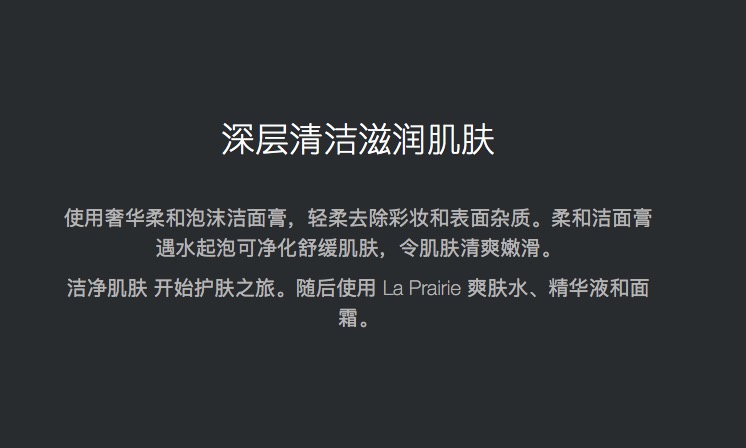 深层清洁滋润肌肤
使用奢华柔和泡沫洁面膏，轻柔去除彩妆和表面杂质。柔和洁面膏
遇水起泡可净化舒缓肌肤，令肌肤清爽嫩滑。
洁净肌肤 开始护肤之旅。随后使用 La Prairie 爽肤水、精华液和面
霜。